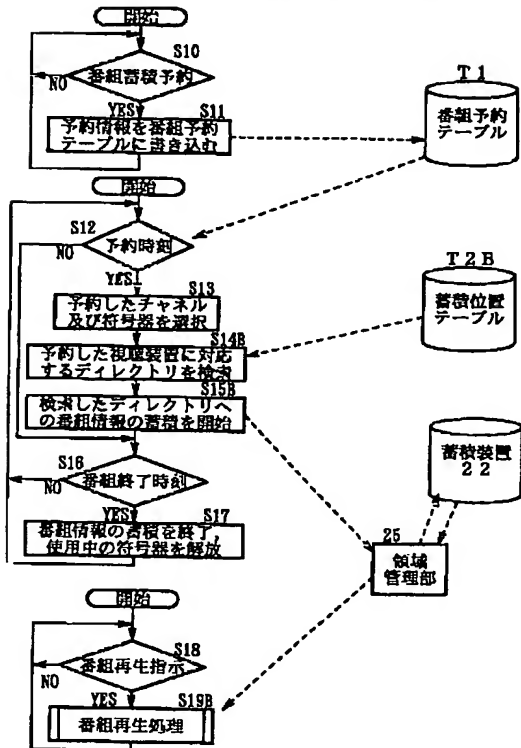 開始
S10
番組蓄積予約
NO
YES
S11
予約情報を番組予約
テーブルに書き込む
T1
番組予約
テーブル
開始
S12
予約時刻
NO
YES
S13
予約したチャネル
及び符号器を選択
T2B
蓄積位置
テーブル
S14B
予約した視聴装置に対応
するディレクトリを検索
S15B
検索したディレクトリへ
の番組情報の蓄積を開始
S16
番組終了時刻
NO
YES
S17
番組情報の蓄積を終了,
使用中の符号器を解放
蓄積装置
22
25
領域
管理部
開始
S18
番組再生指示
NO
YES
S19B
番組再生処理